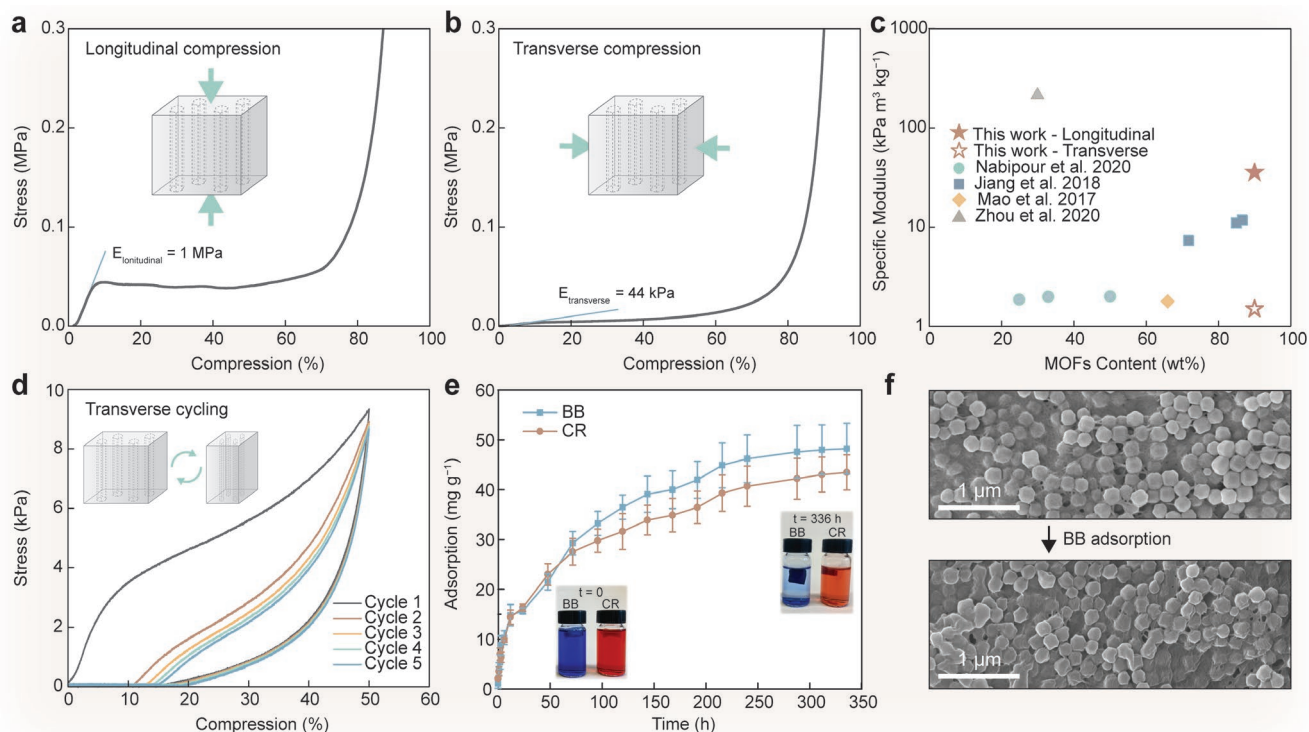 a
Longitudinal compression
Stress (MPa)
0.3
0.2
0.1
0.0
E_lonitudinal = 1 MPa
0 20 40 60 80 100
Compression (%)
b
Transverse compression
Stress (MPa)
0.3
0.2
0.1
0.0
E_transverse = 44 kPa
0 20 40 60 80 100
Compression (%)
c
Specific Modulus (kPa m³ kg⁻¹)
1000
100
10
1
This work - Longitudinal
This work - Transverse
Nabipour et al. 2020
Jiang et al. 2018
Mao et al. 2017
Zhou et al. 2020
0 20 40 60 80 100
MOFs Content (wt%)
d
Transverse cycling
Stress (kPa)
10
8
6
4
2
0
Cycle 1
Cycle 2
Cycle 3
Cycle 4
Cycle 5
0 10 20 30 40 50 60
Compression (%)
e
BB
CR
Adsorption (mg g⁻¹)
60
50
40
30
20
10
0
t = 0
BB CR
t = 336 h
BB CR
0 50 100 150 200 250 300 350
Time (h)
f
1 µm
BB adsorption
1 µm